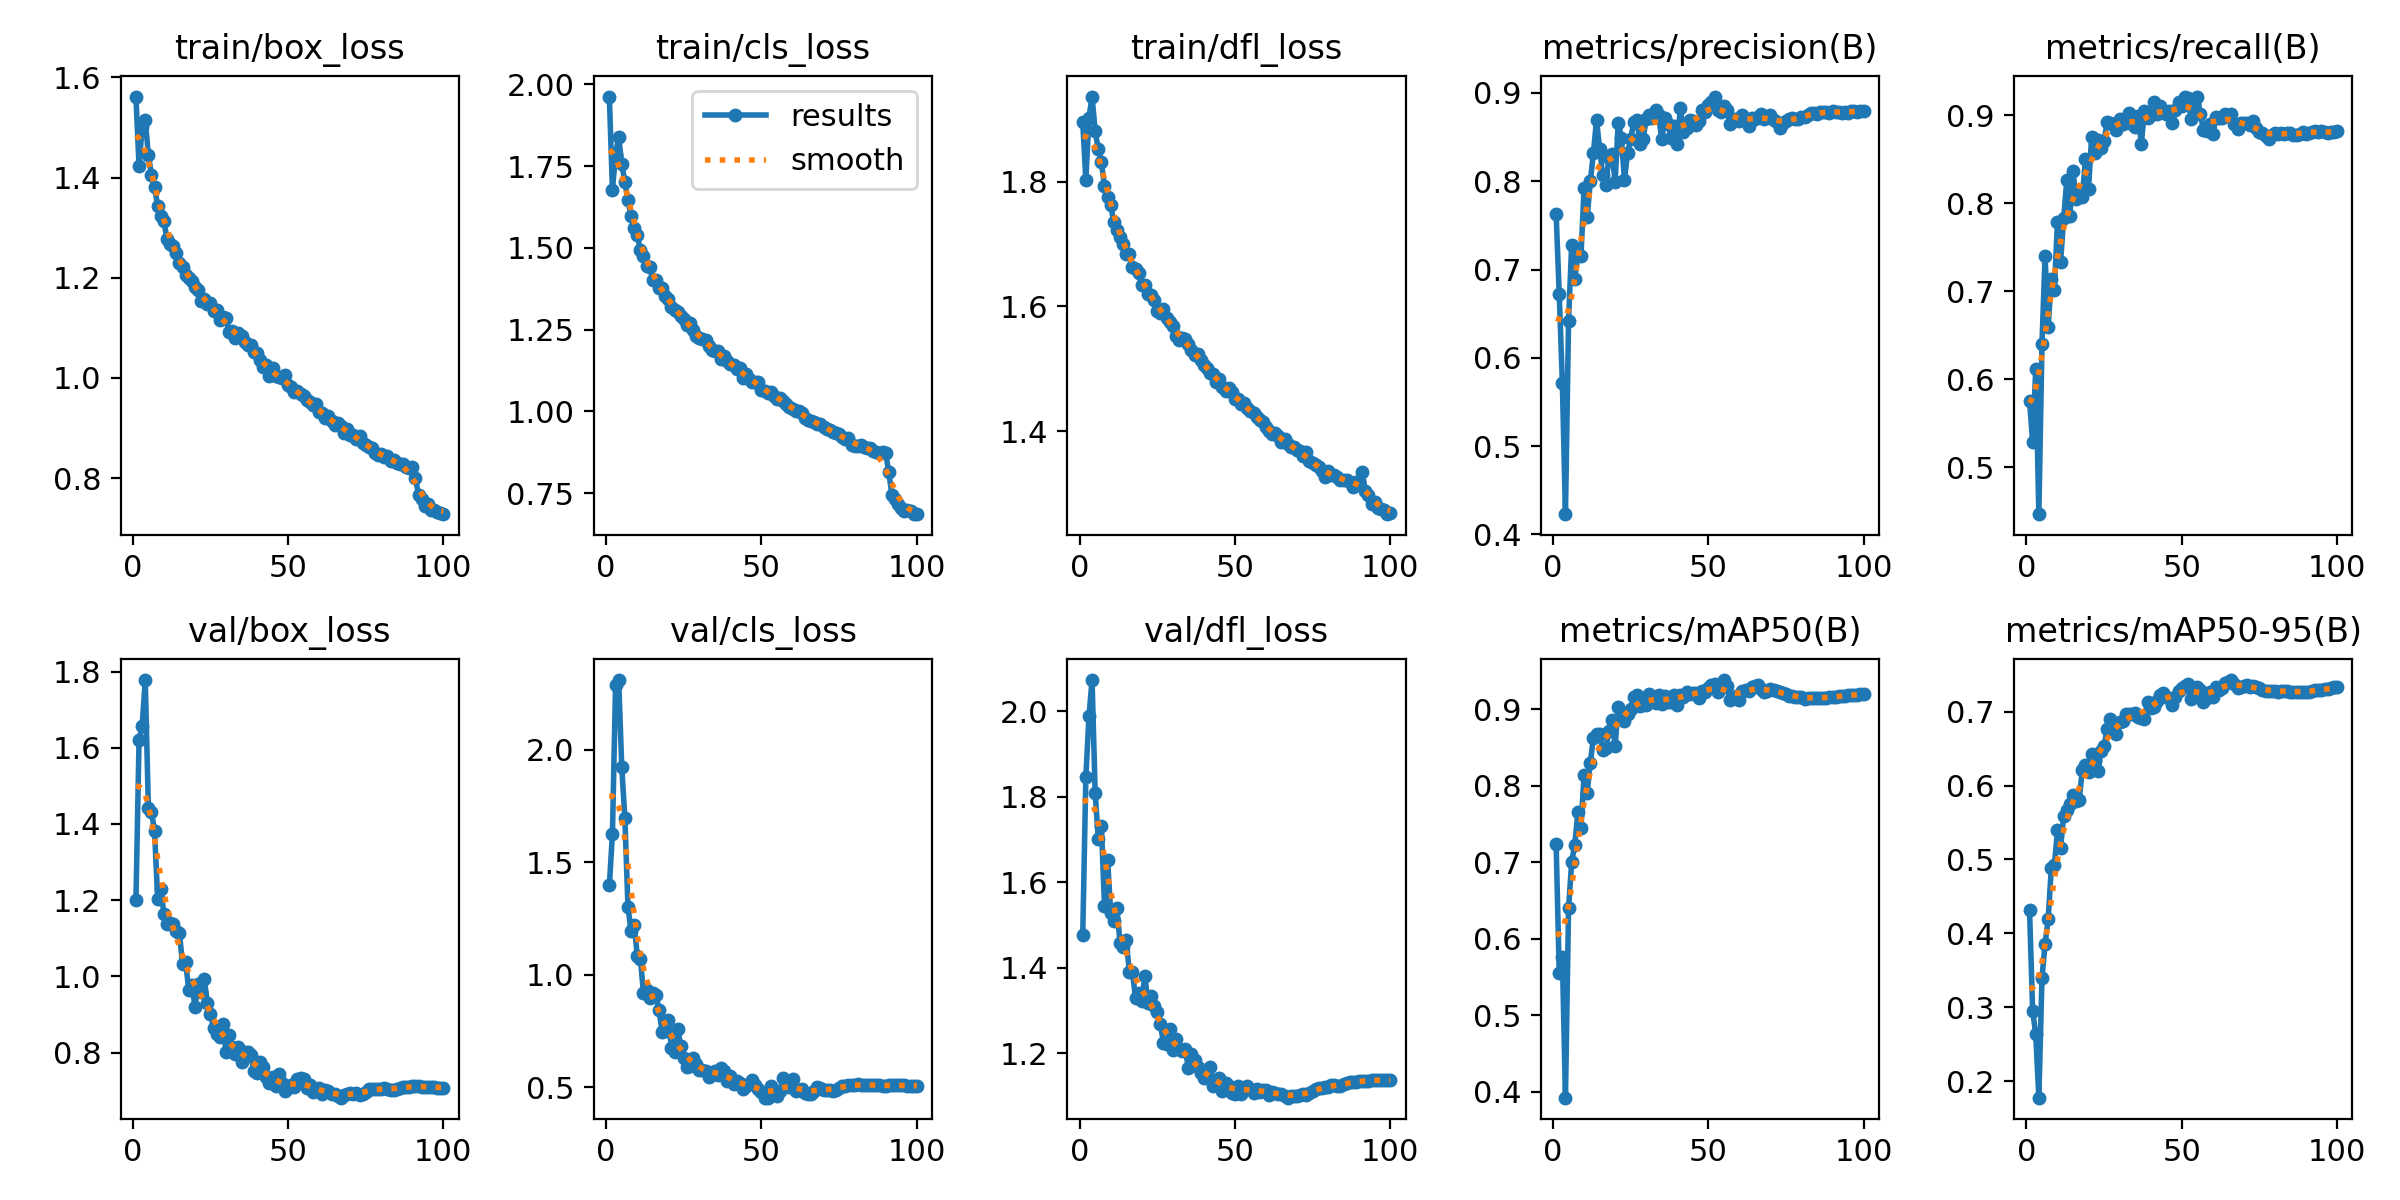 train/box_loss
train/cls_loss
train/dfl_loss
metrics/precision(B)
metrics/recall(B)
1.6
1.4
1.2
1.0
0.8
0 50 100
2.00
1.75
1.50
1.25
1.00
0.75
results
smooth
0 50 100
1.8
1.6
1.4
0 50 100
0.9
0.8
0.7
0.6
0.5
0.4
0 50 100
0.9
0.8
0.7
0.6
0.5
0 50 100
val/box_loss
val/cls_loss
val/dfl_loss
metrics/mAP50(B)
metrics/mAP50-95(B)
1.8
1.6
1.4
1.2
1.0
0.8
0 50 100
2.0
1.5
1.0
0.5
0 50 100
2.0
1.8
1.6
1.4
1.2
0 50 100
0.9
0.8
0.7
0.6
0.5
0.4
0 50 100
0.7
0.6
0.5
0.4
0.3
0.2
0 50 100